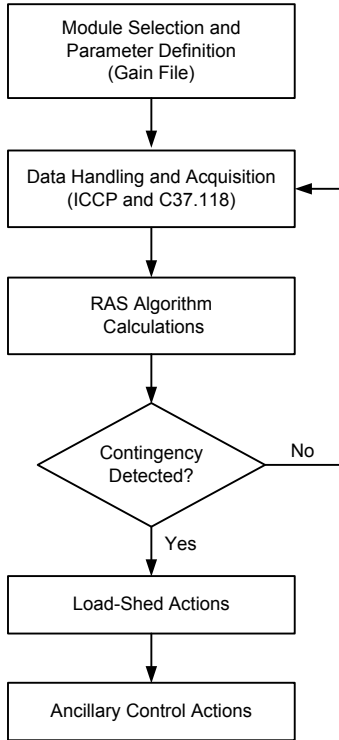 Module Selection and
Parameter Definition
(Gain File)
Data Handling and Acquisition
(ICCP and C37.118)
RAS Algorithm
Calculations
Contingency
Detected?
No
Yes
Load-Shed Actions
Ancillary Control Actions